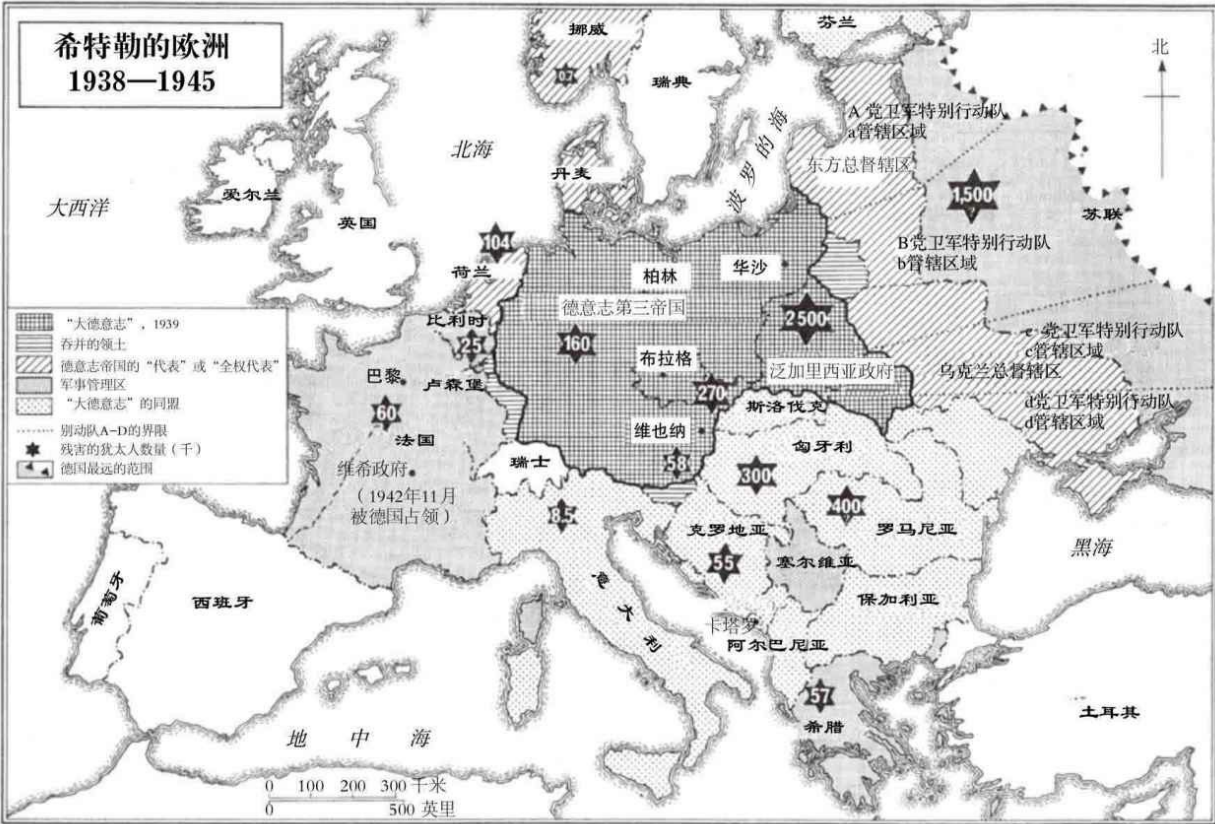 希特勒的欧洲
1938—1945
北
挪威
芬兰
0.7
瑞典
A 党卫军特别行动队
a管辖区域
北海
波罗的海
东方总督辖区
丹麦
爱尔兰
大西洋
1,500
苏联
英国
104
B党卫军特别行动队
b管辖区域
荷兰
柏林
华沙
“大德意志”，1939
吞并的领土
德意志帝国的“代表”或“全权代表”
军事管理区
“大德意志”的同盟
别动队A-D的界限
残害的犹太人数量（千）
德国最远的范围
德意志第三帝国
比利时
2 500
25
160
c 党卫军特别行动队
c管辖区域
布拉格
泛加里西亚政府
乌克兰总督辖区
巴黎
卢森堡
270
斯洛伐克
d党卫军特别行动队
d管辖区域
60
法国
维也纳
匈牙利
瑞士
58
300
维希政府
（1942年11月
被德国占领）
8.5
400
克罗地亚
罗马尼亚
黑海
55
塞尔维亚
葡萄牙
西班牙
意大利
保加利亚
卡塔罗
阿尔巴尼亚
57
希腊
土耳其
地中海
0 100 200 300 千米
0 500 英里